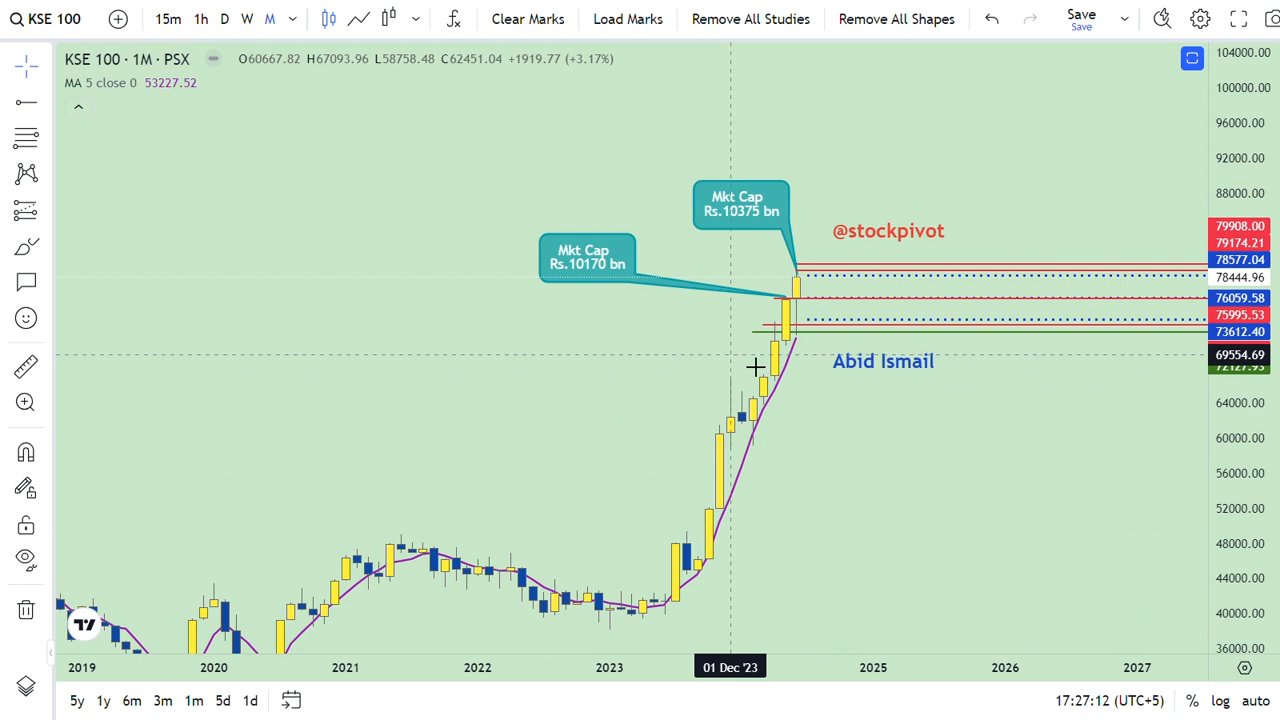 KSE 100 15m 1h D W M Clear Marks Load Marks Remove All Studies Remove All Shapes Save
Save
KSE 100 · 1M · PSX O60667.82 H67093.96 L58758.48 C62451.04 +1919.77 (+3.17%)
MA 5 close 0 53227.52
Mkt Cap
Rs.10375 bn
Mkt Cap
Rs.10170 bn
@stockpivot
Abid Ismail
104000.00
100000.00
96000.00
92000.00
88000.00
79908.00
79174.21
78577.04
78444.96
76059.58
75995.53
73612.40
69554.69
72127.93
64000.00
60000.00
56000.00
52000.00
48000.00
44000.00
40000.00
36000.00
2019 2020 2021 2022 2023 01 Dec '23 2025 2026 2027
5y 1y 6m 3m 1m 5d 1d 17:27:12 (UTC+5) % log auto